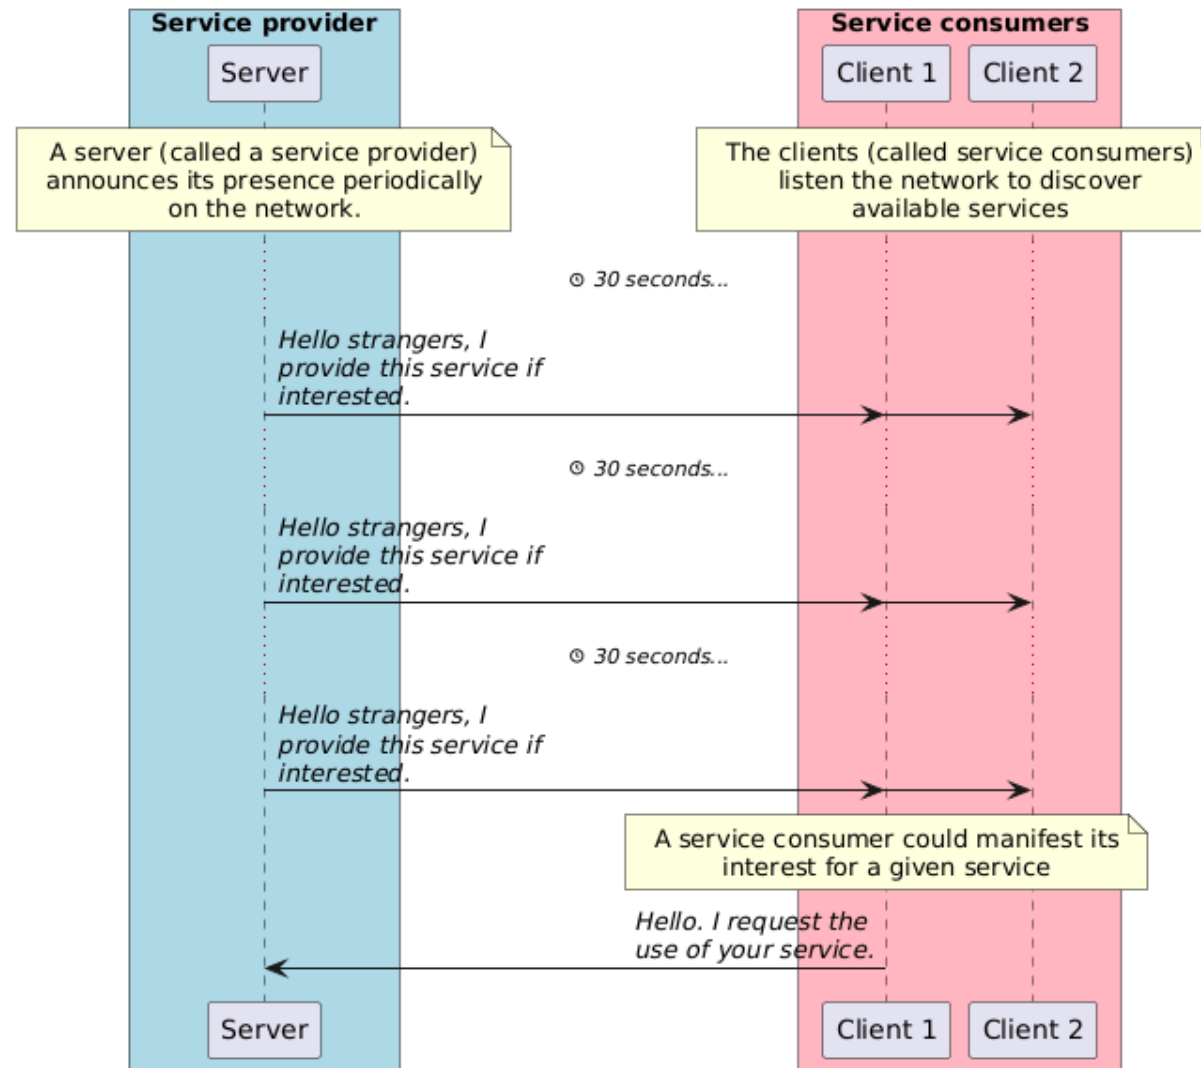 Service provider
Service consumers
Server
Client 1
Client 2
A server (called a service provider)
announces its presence periodically
on the network.
The clients (called service consumers)
listen the network to discover
available services
30 seconds...
Hello strangers, I
provide this service if
interested.
30 seconds...
Hello strangers, I
provide this service if
interested.
30 seconds...
Hello strangers, I
provide this service if
interested.
A service consumer could manifest its
interest for a given service
Hello. I request the
use of your service.
Server
Client 1
Client 2